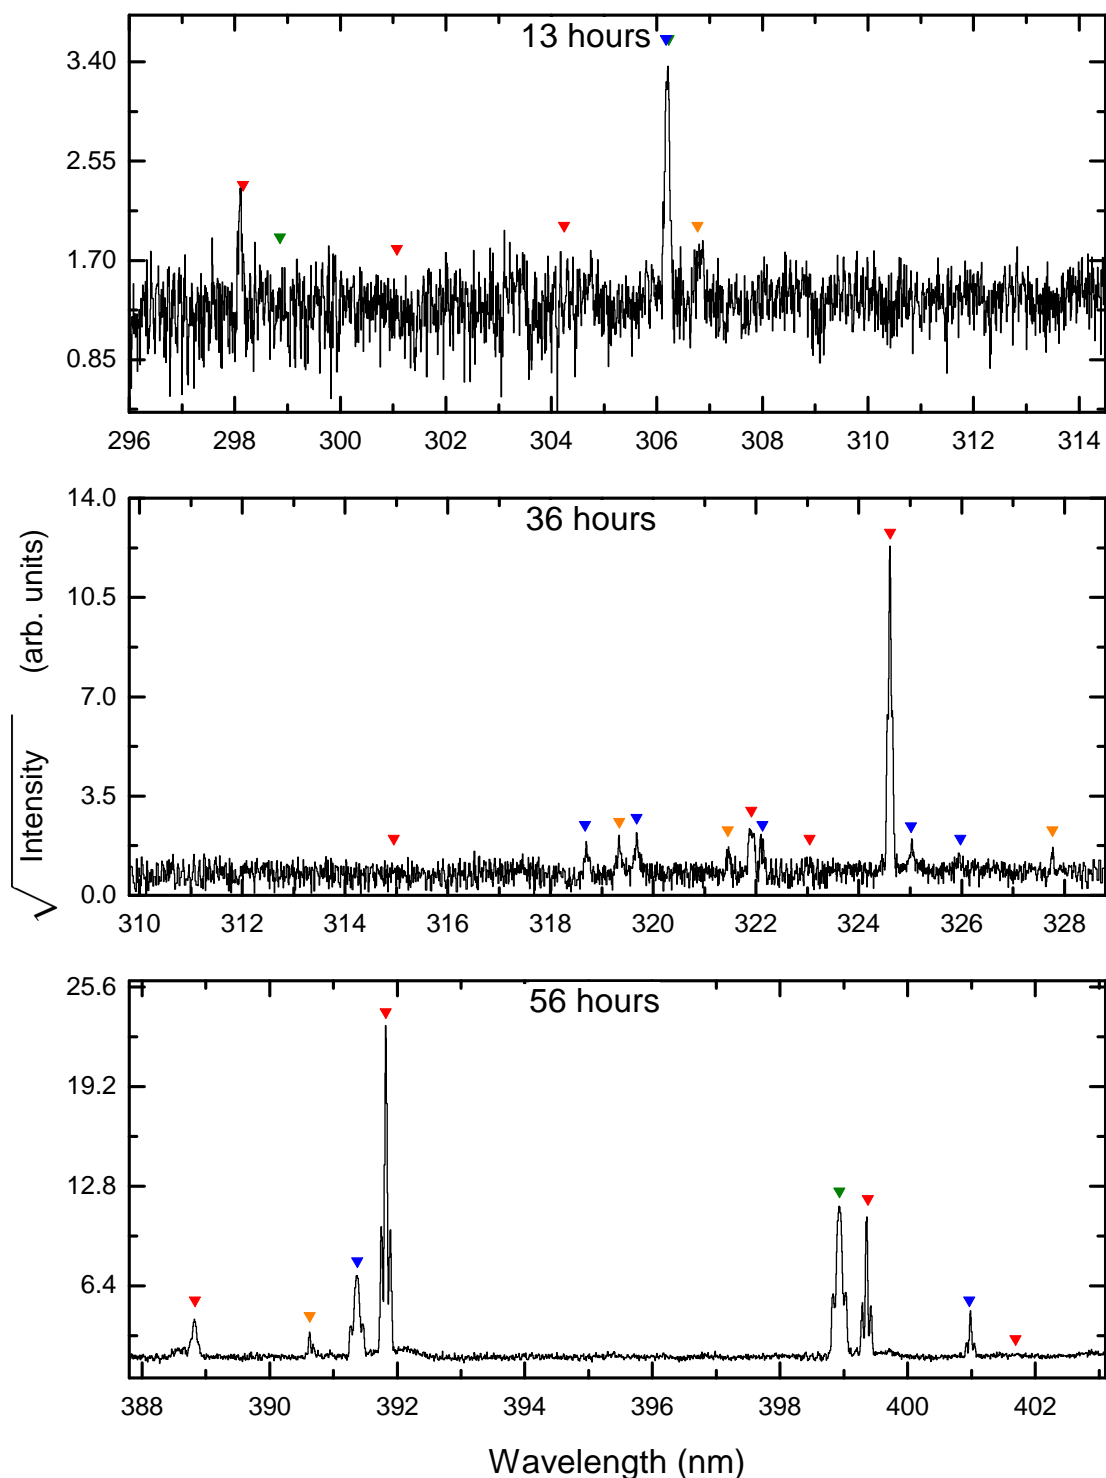 13 hours
3.40
2.55
1.70
0.85
296 298 300 302 304 306 308 310 312 314
36 hours
14.0
10.5
7.0
3.5
0.0
310 312 314 316 318 320 322 324 326 328
√Intensity (arb. units)
56 hours
25.6
19.2
12.8
6.4
388 390 392 394 396 398 400 402
Wavelength (nm)